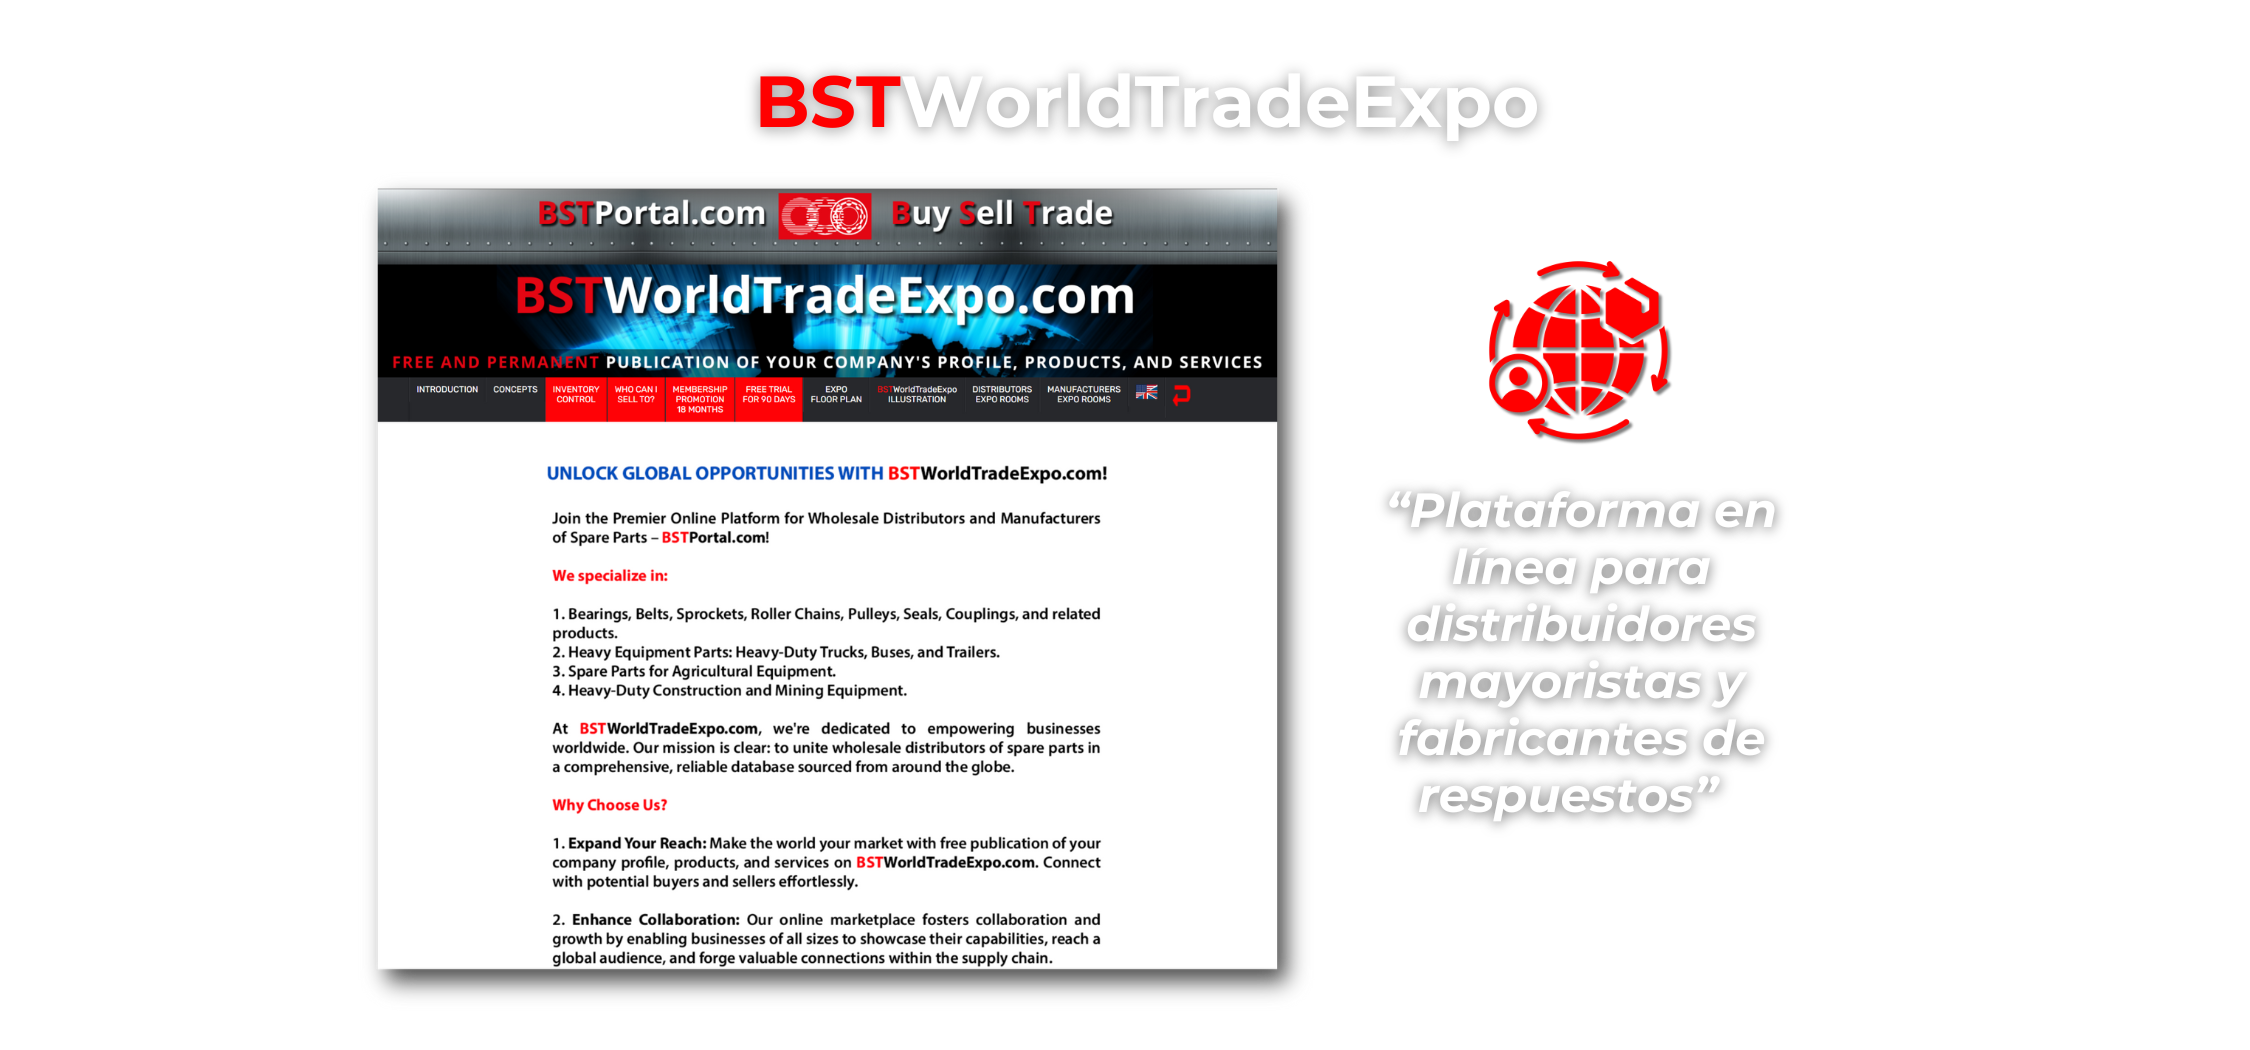 BSTWorldTradeExpo
BSTPortal.com Buy Sell Trade
BSTWorldTradeExpo.com
FREE AND PERMANENT PUBLICATION OF YOUR COMPANY'S PROFILE, PRODUCTS, AND SERVICES
INTRODUCTION
CONCEPTS
INVENTORY
CONTROL
WHO CAN I
SELL TO?
MEMBERSHIP
PROMOTION
18 MONTHS
FREE TRIAL
FOR 90 DAYS
EXPO
FLOOR PLAN
BSTWorldTradeExpo
ILLUSTRATION
DISTRIBUTORS
EXPO ROOMS
MANUFACTURERS
EXPO ROOMS
UNLOCK GLOBAL OPPORTUNITIES WITH BSTWorldTradeExpo.com!
Join the Premier Online Platform for Wholesale Distributors and Manufacturers
of Spare Parts – BSTPortal.com!
We specialize in:
1. Bearings, Belts, Sprockets, Roller Chains, Pulleys, Seals, Couplings, and related
products.
2. Heavy Equipment Parts: Heavy-Duty Trucks, Buses, and Trailers.
3. Spare Parts for Agricultural Equipment.
4. Heavy-Duty Construction and Mining Equipment.
At BSTWorldTradeExpo.com, we're dedicated to empowering businesses
worldwide. Our mission is clear: to unite wholesale distributors of spare parts in
a comprehensive, reliable database sourced from around the globe.
Why Choose Us?
1. Expand Your Reach: Make the world your market with free publication of your
company profile, products, and services on BSTWorldTradeExpo.com. Connect
with potential buyers and sellers effortlessly.
2. Enhance Collaboration: Our online marketplace fosters collaboration and
growth by enabling businesses of all sizes to showcase their capabilities, reach a
global audience, and forge valuable connections within the supply chain.
“Plataforma en
línea para
distribuidores
mayoristas y
fabricantes de
respuestos”